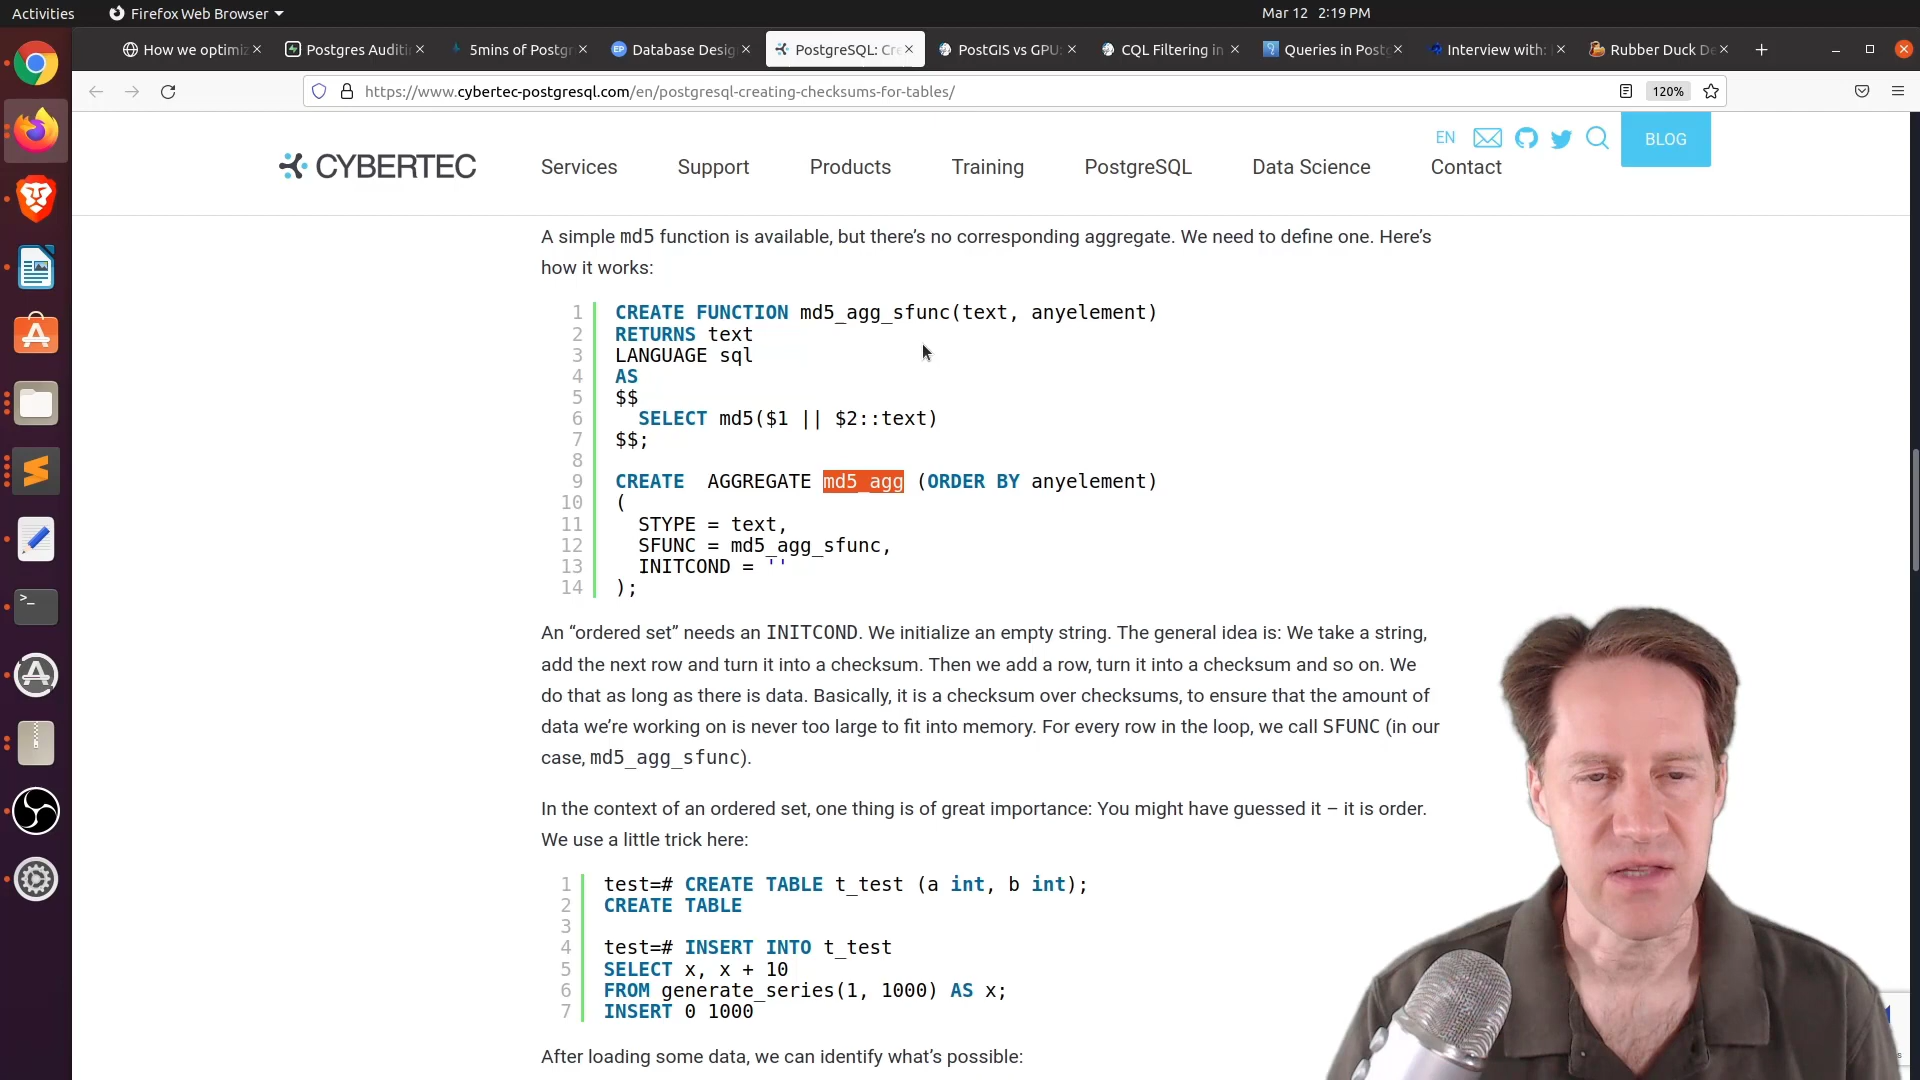 Activities
Firefox Web Browser
Mar 12 2:19 PM
How we optimiz
Postgres Auditi
5mins of Postgr
Database Desig
PostgreSQL: Cre
PostGIS vs GPU:
CQL Filtering in
Queries in Postg
Interview with:
Rubber Duck De
https://www.cybertec-postgresql.com/en/postgresql-creating-checksums-for-tables/
120%
EN
BLOG
CYBERTEC
Services
Support
Products
Training
PostgreSQL
Data Science
Contact
A simple md5 function is available, but there’s no corresponding aggregate. We need to define one. Here’s
how it works:
1 CREATE FUNCTION md5_agg_sfunc(text, anyelement)
2 RETURNS text
3 LANGUAGE sql
4 AS
5 $$
6 SELECT md5($1 || $2::text)
7 $$;
8
9 CREATE AGGREGATE md5_agg (ORDER BY anyelement)
10 (
11 STYPE = text,
12 SFUNC = md5_agg_sfunc,
13 INITCOND = ''
14 );
An “ordered set” needs an INITCOND. We initialize an empty string. The general idea is: We take a string,
add the next row and turn it into a checksum. Then we add a row, turn it into a checksum and so on. We
do that as long as there is data. Basically, it is a checksum over checksums, to ensure that the amount of
data we’re working on is never too large to fit into memory. For every row in the loop, we call SFUNC (in our
case, md5_agg_sfunc).
In the context of an ordered set, one thing is of great importance: You might have guessed it – it is order.
We use a little trick here:
1 test=# CREATE TABLE t_test (a int, b int);
2 CREATE TABLE
3
4 test=# INSERT INTO t_test
5 SELECT x, x + 10
6 FROM generate_series(1, 1000) AS x;
7 INSERT 0 1000
After loading some data, we can identify what’s possible: